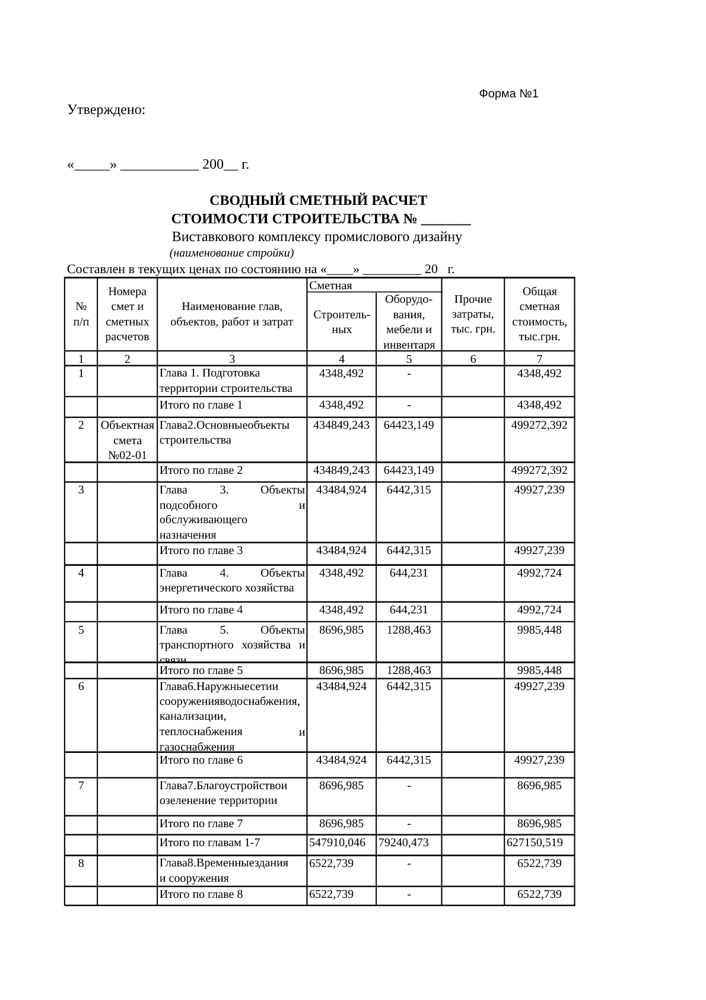 Форма №1
Утверждено:
«_____» ___________ 200__ г.
СВОДНЫЙ СМЕТНЫЙ РАСЧЕТ
СТОИМОСТИ СТРОИТЕЛЬСТВА № _______
Виставкового комплексу промислового дизайну
(наименование стройки)
Составлен в текущих ценах по состоянию на «____» _________ 20 г.
№ п/п
Номера смет и сметных расчетов
Наименование глав, объектов, работ и затрат
Сметная
Строитель-ных
Оборудо-вания, мебели и инвентаря
Прочие затраты, тыс. грн.
Общая сметная стоимость, тыс.грн.
1 2 3 4 5 6 7
1 Глава 1. Подготовка 4348,492 - 4348,492
территории строительства
Итого по главе 1 4348,492 - 4348,492
2 Объектная Глава2.Основныеобъекты 434849,243 64423,149 499272,392
смета строительства
№02-01
Итого по главе 2 434849,243 64423,149 499272,392
3 Глава 3. Объекты 43484,924 6442,315 49927,239
подсобного и
обслуживающего
назначения
Итого по главе 3 43484,924 6442,315 49927,239
4 Глава 4. Объекты 4348,492 644,231 4992,724
энергетического хозяйства
Итого по главе 4 4348,492 644,231 4992,724
5 Глава 5. Объекты 8696,985 1288,463 9985,448
транспортного хозяйства и
связи
Итого по главе 5 8696,985 1288,463 9985,448
6 Глава6.Наружныесетии 43484,924 6442,315 49927,239
сооруженияводоснабжения,
канализации,
теплоснабжения и
газоснабжения
Итого по главе 6 43484,924 6442,315 49927,239
7 Глава7.Благоустройствои 8696,985 - 8696,985
озеленение территории
Итого по главе 7 8696,985 - 8696,985
Итого по главам 1-7 547910,046 79240,473 627150,519
8 Глава8.Временныездания 6522,739 - 6522,739
и сооружения
Итого по главе 8 6522,739 - 6522,739